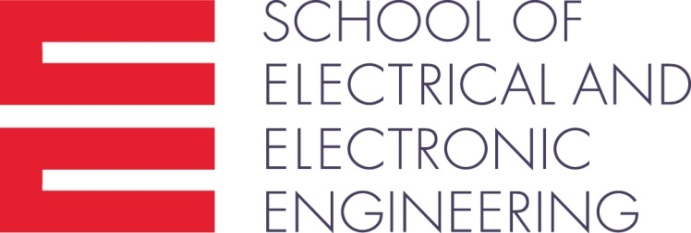 SCHOOL OF
ELECTRICAL AND
ELECTRONIC
ENGINEERING